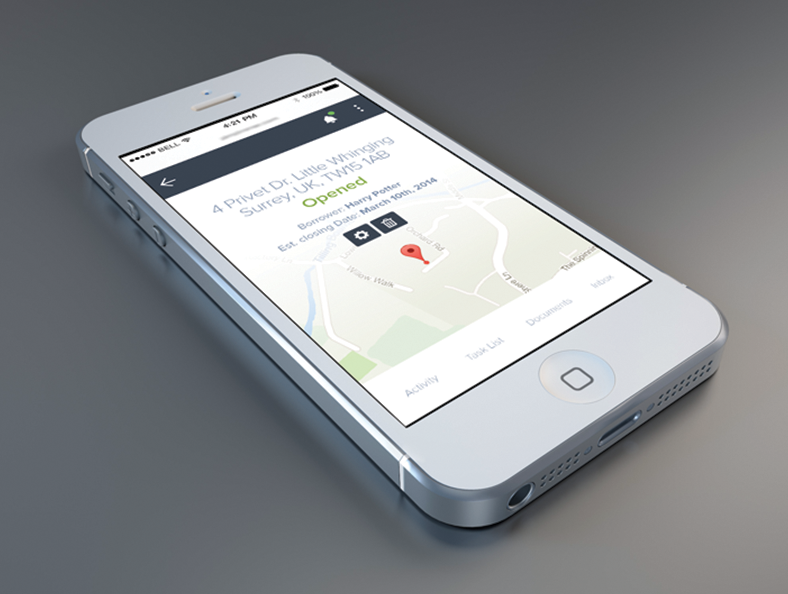 BELL 4:21 PM 100%
4 Privet Dr, Little Whinging
Surrey, UK, TW15 1AB
Opened
Borrower: Harry Potter
Est. closing Date: March 10th, 2014
Orchard Rd
Willow Walk
The Spring
Activity Task List Documents Inbox